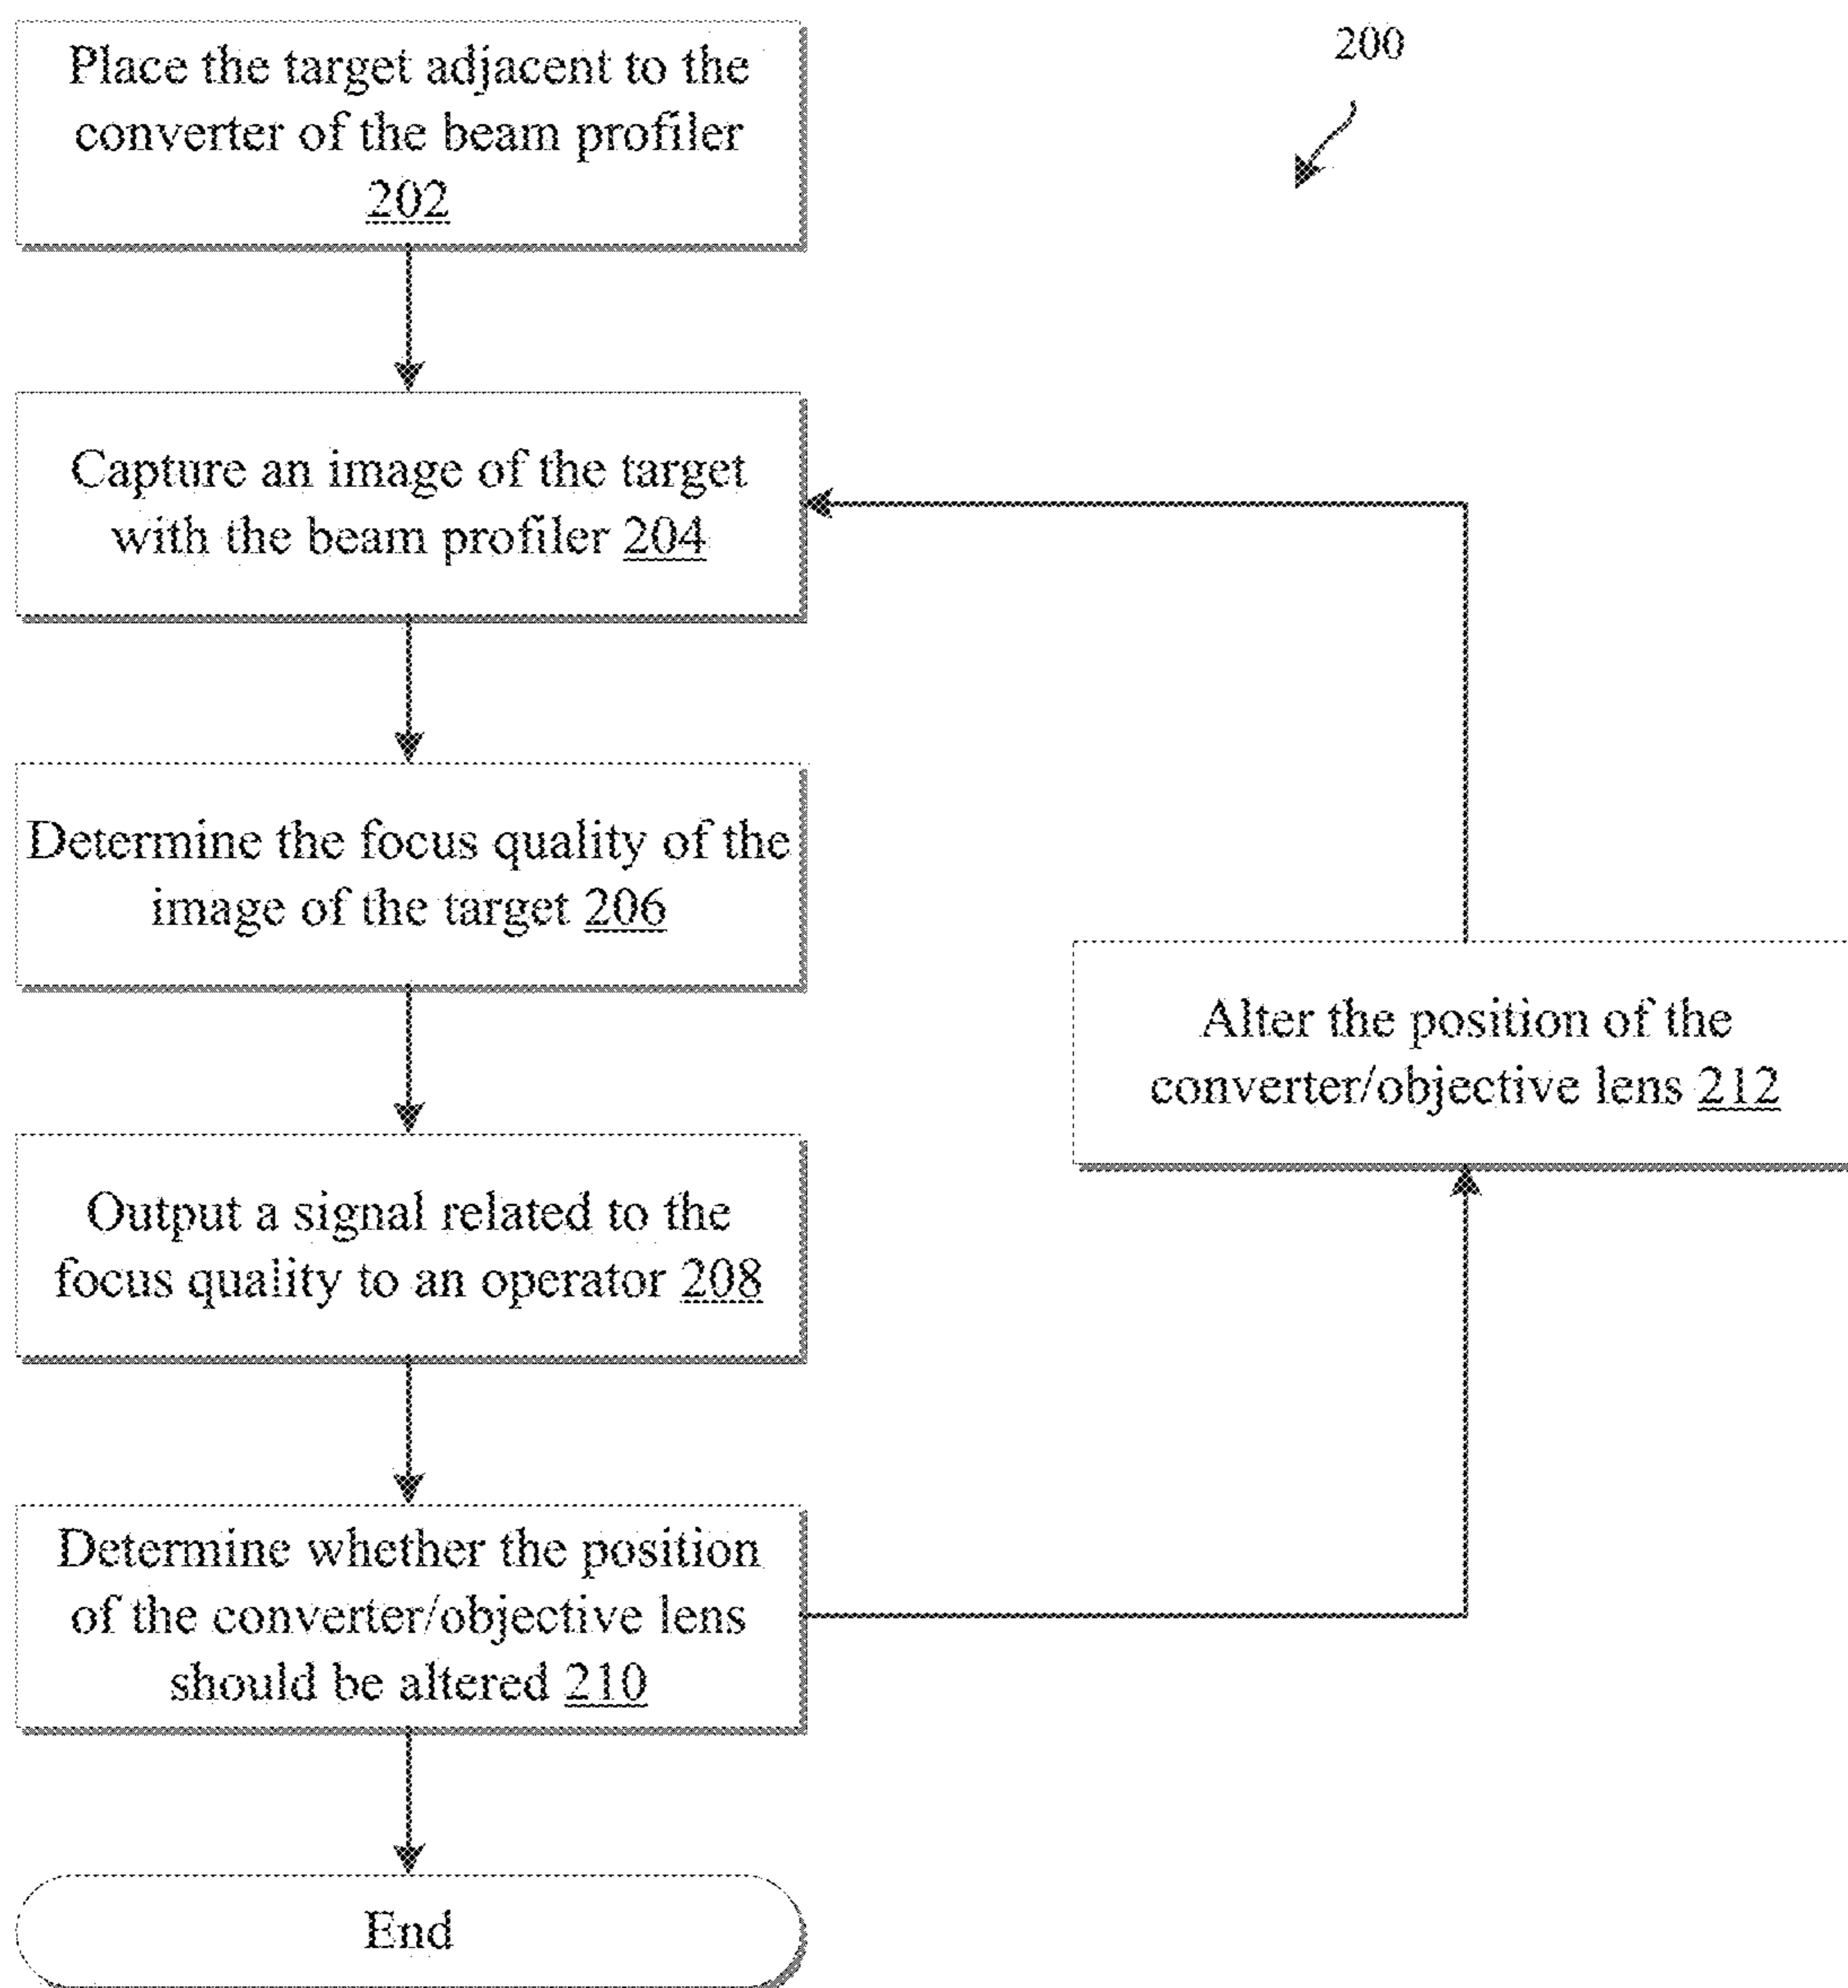 200
Place the target adjacent to the
converter of the beam profiler
202
Capture an image of the target
with the beam profiler 204
Determine the focus quality of the
image of the target 206
Output a signal related to the
focus quality to an operator 208
Determine whether the position
of the converter/objective lens
should be altered 210
Alter the position of the
converter/objective lens 212
End